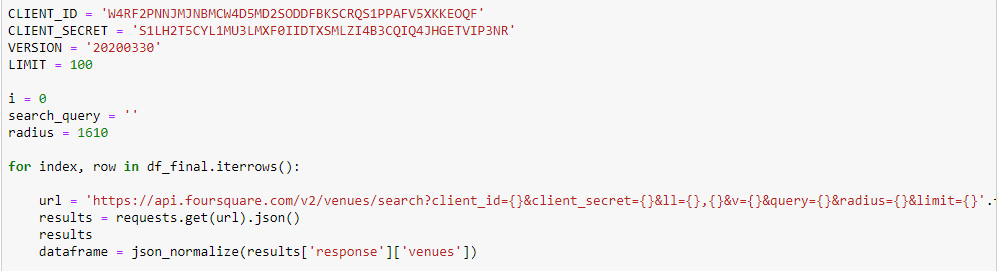 CLIENT_ID = 'W4RF2PNNJMJNBMCW4D5MD2SODDFBKSCRQS1PPAFV5XKKEOQF'
CLIENT_SECRET = 'S1LH2T5CYL1MU3LMXF0IIDTXSMLZI4B3CQIQ4JHGETVIP3NR'
VERSION = '20200330'
LIMIT = 100
i = 0
search_query = ''
radius = 1610
for index, row in df_final.iterrows():
url = 'https://api.foursquare.com/v2/venues/search?client_id={}&client_secret={}&ll={},{}&v={}&query={}&radius={}&limit={}'.
results = requests.get(url).json()
results
dataframe = json_normalize(results['response']['venues'])